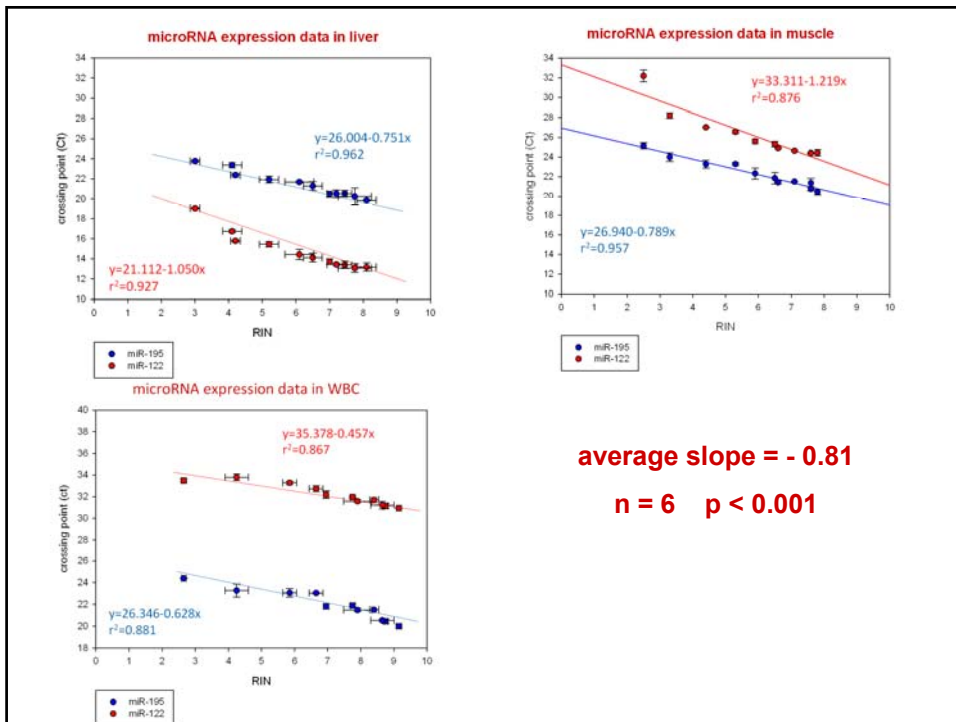 microRNA expression data in liver
34
32
30
28
26
24
22
20
18
16
14
12
10
crossing point (Ct)
y=26.004-0.751x
r²=0.962
y=21.112-1.050x
r²=0.927
0 1 2 3 4 5 6 7 8 9 10
RIN
miR-195
miR-122
microRNA expression data in muscle
34
32
30
28
26
24
22
20
18
16
14
12
10
crossing point (Ct)
y=33.311-1.219x
r²=0.876
y=26.940-0.789x
r²=0.957
0 1 2 3 4 5 6 7 8 9 10
RIN
miR-195
miR-122
microRNA expression data in WBC
40
38
36
34
32
30
28
26
24
22
20
18
crossing point (ct)
y=35.378-0.457x
r²=0.867
y=26.346-0.628x
r²=0.881
0 1 2 3 4 5 6 7 8 9 10
RIN
miR-195
miR-122
average slope = - 0.81
n = 6 p < 0.001